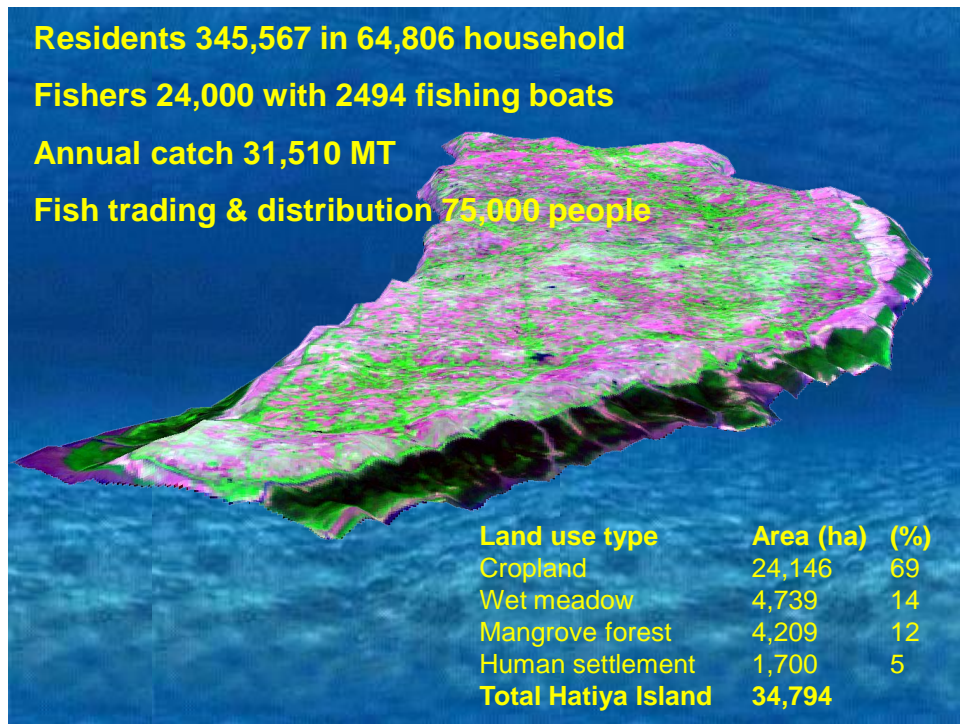 Residents 345,567 in 64,806 household
Fishers 24,000 with 2494 fishing boats
Annual catch 31,510 MT
Fish trading & distribution 75,000 people
Land use type Area (ha) (%)
Cropland 24,146 69
Wet meadow 4,739 14
Mangrove forest 4,209 12
Human settlement 1,700 5
Total Hatiya Island 34,794